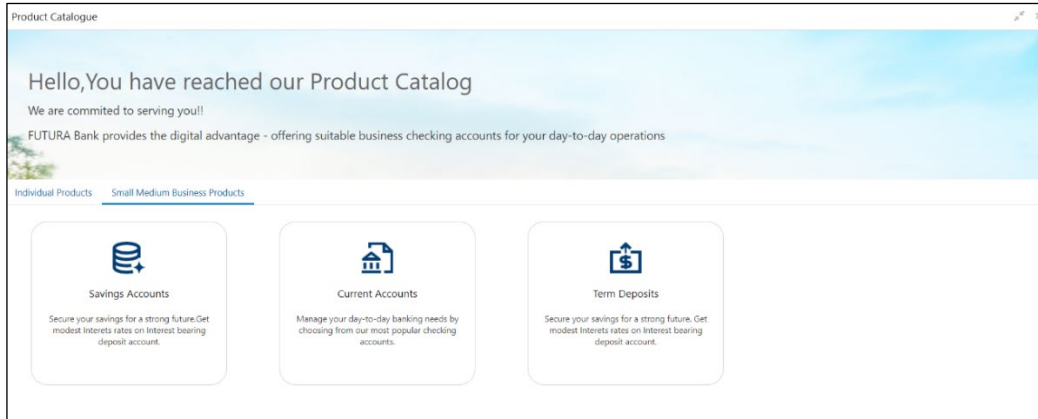 Product Catalogue
Hello,You have reached our Product Catalog
We are commited to serving you!!
FUTURA Bank provides the digital advantage - offering suitable business checking accounts for your day-to-day operations
Individual Products Small Medium Business Products
Savings Accounts
Secure your savings for a strong future.Get
modest Interets rates on Interest bearing
deposit account.
Current Accounts
Manage your day-to-day banking needs by
choosing from our most popular checking
accounts.
Term Deposits
Secure your savings for a strong future. Get
modest Interets rates on Interest bearing
deposit account.